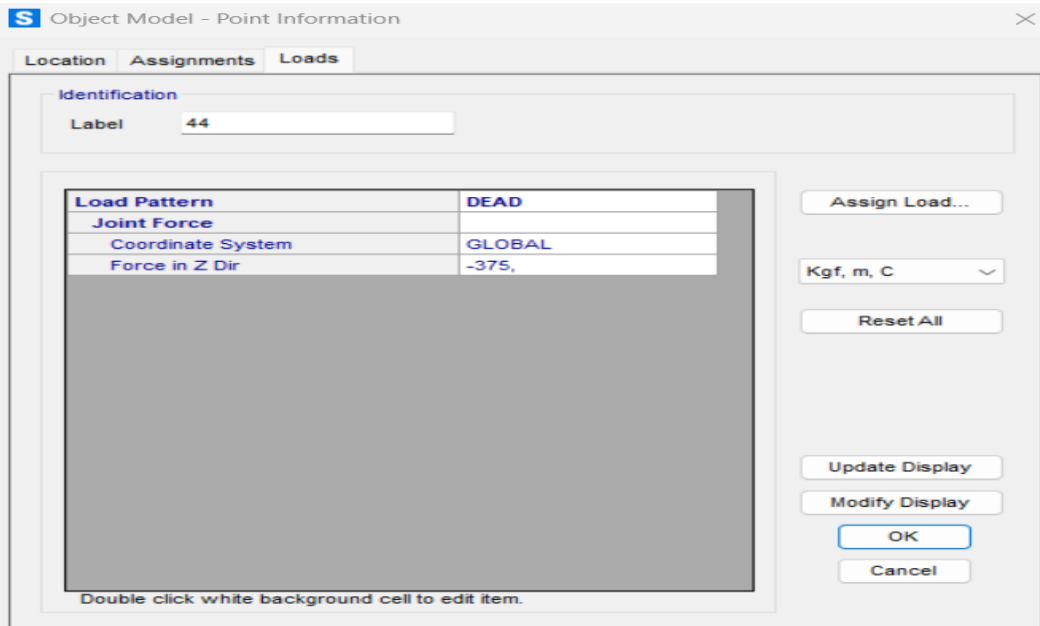 S Object Model - Point Information
Location Assignments Loads
Identification
Label 44
Load Pattern DEAD
Joint Force
Coordinate System GLOBAL
Force in Z Dir -375,
Double click white background cell to edit item.
Assign Load...
Kgf, m, C
Reset All
Update Display
Modify Display
OK
Cancel